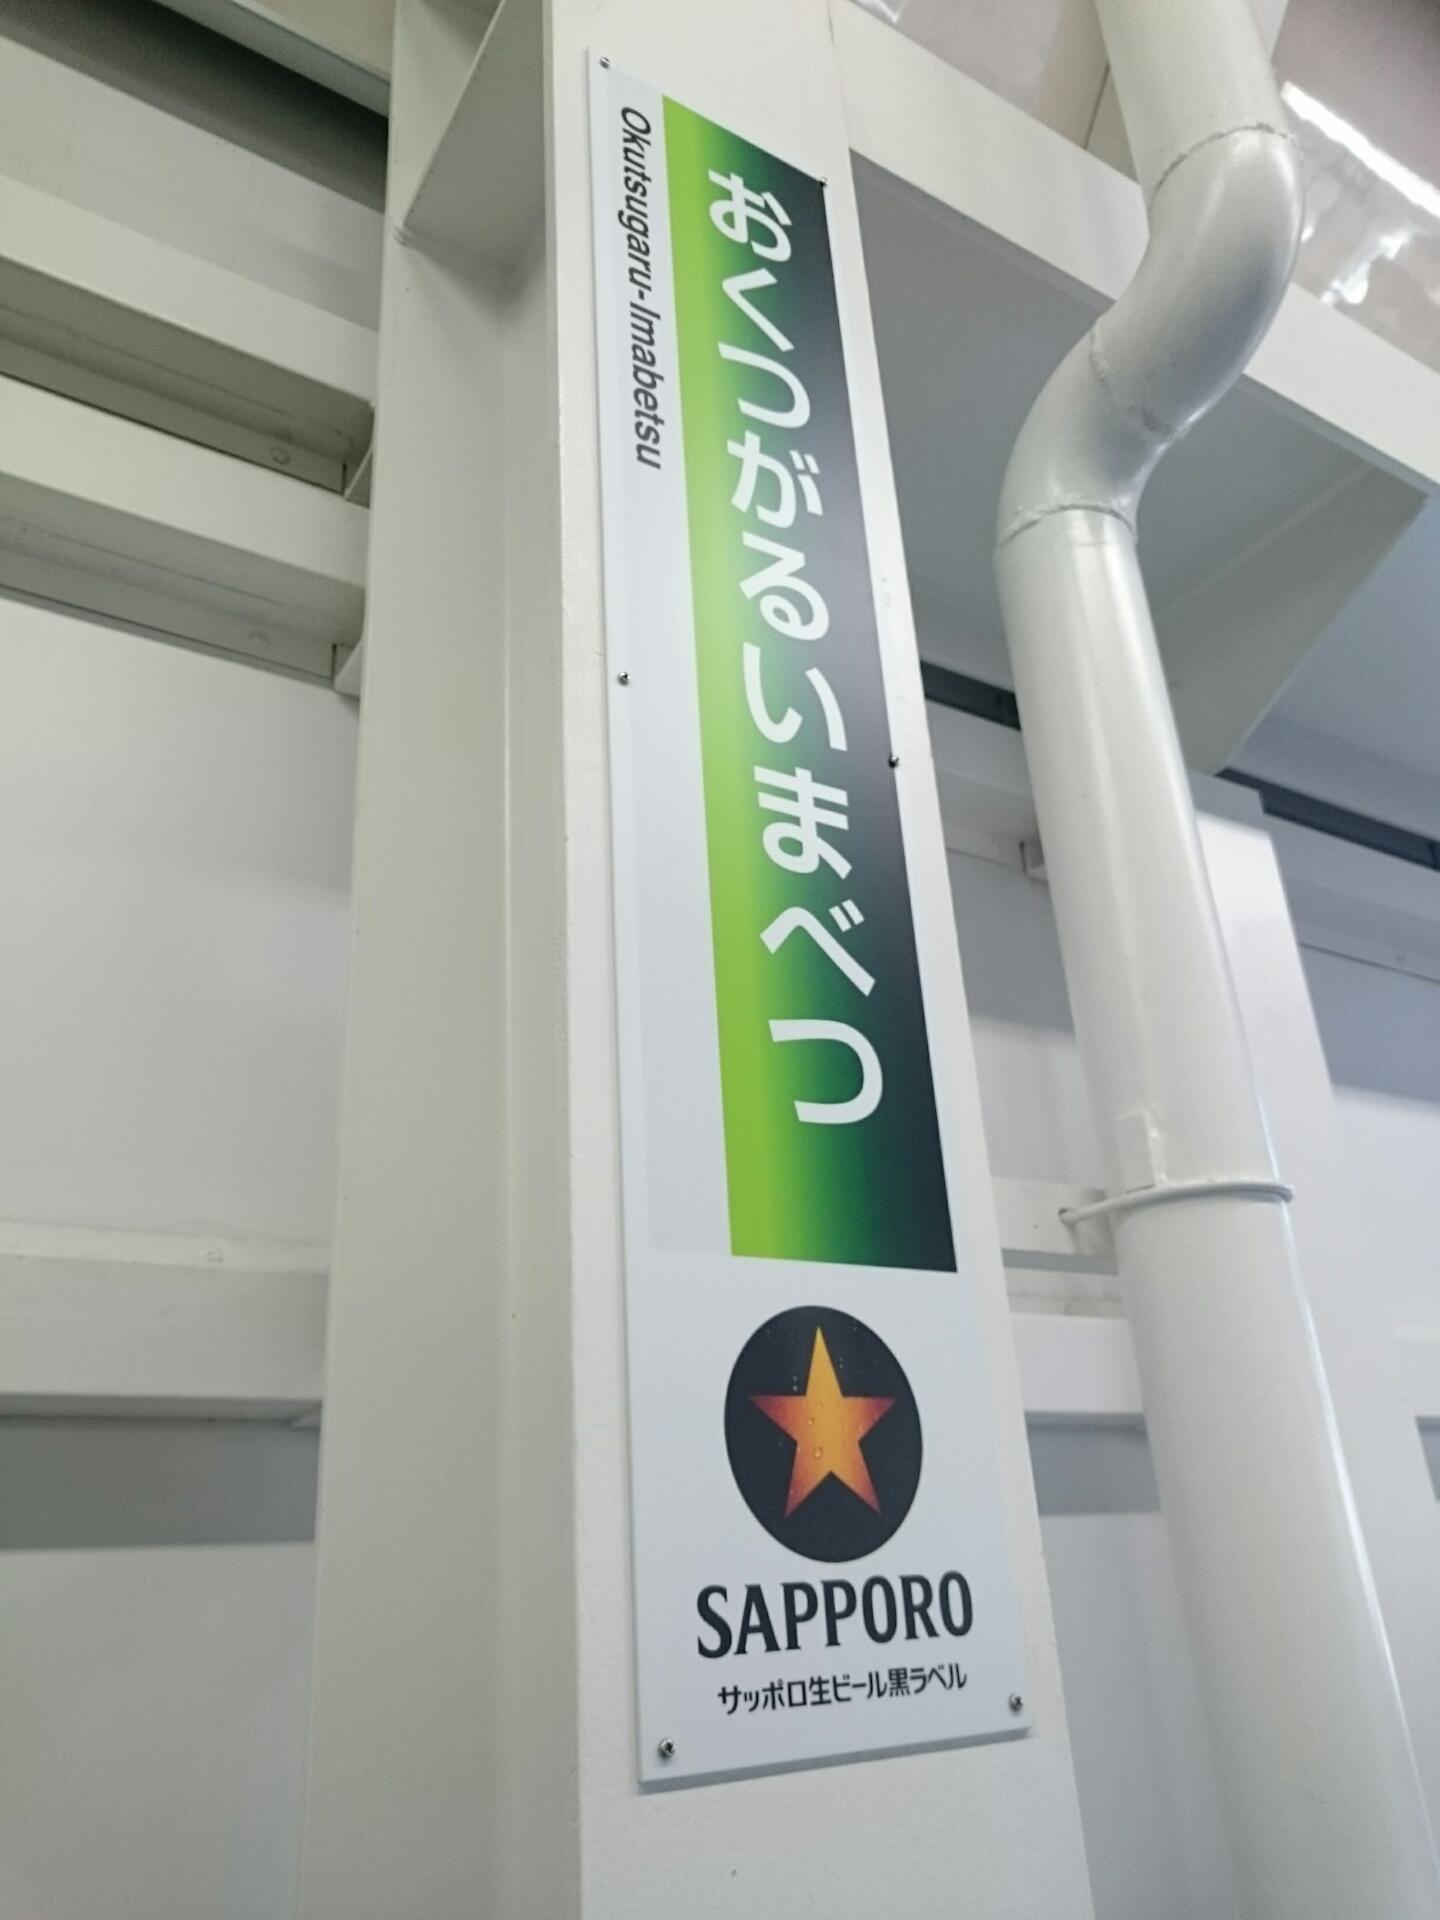 おくつがるいまべつ
Okutsugaru-Imabetsu
SAPPORO
サッポロ生ビール黒ラベル